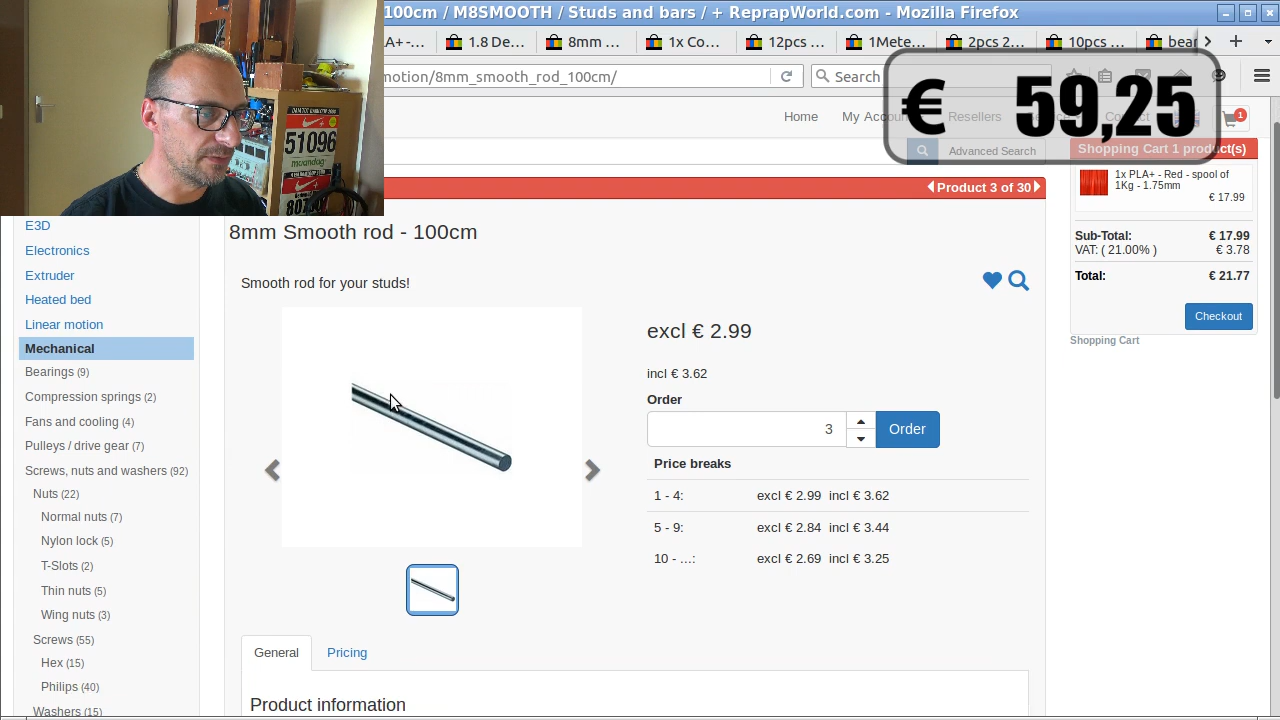 100cm / M8SMOOTH / Studs and bars / + ReprapWorld.com - Mozilla Firefox
LA+ -... 1.8 De... 8mm ... 1x Co... 12pcs ... 1Mete... 2pcs 2... 10pcs ... bear
motion/8mm_smooth_rod_100cm/ Search
€ 59,25
Home My Accou Resellers
Advanced Search
Shopping Cart 1 product(s)
1x PLA+ - Red - spool of
1Kg - 1.75mm
€ 17.99
Sub-Total: € 17.99
VAT: ( 21.00% ) € 3.78
Total: € 21.77
Checkout
Shopping Cart
1
51096
maandag
807
Product 3 of 30
E3D
Electronics
Extruder
Heated bed
Linear motion
Mechanical
Bearings (9)
Compression springs (2)
Fans and cooling (4)
Pulleys / drive gear (7)
Screws, nuts and washers (92)
Nuts (22)
Normal nuts (7)
Nylon lock (5)
T-Slots (2)
Thin nuts (5)
Wing nuts (3)
Screws (55)
Hex (15)
Philips (40)
Washers (15)
8mm Smooth rod - 100cm
Smooth rod for your studs!
excl € 2.99
incl € 3.62
Order
3 Order
Price breaks
1 - 4: excl € 2.99 incl € 3.62
5 - 9: excl € 2.84 incl € 3.44
10 - ...: excl € 2.69 incl € 3.25
General Pricing
Product information